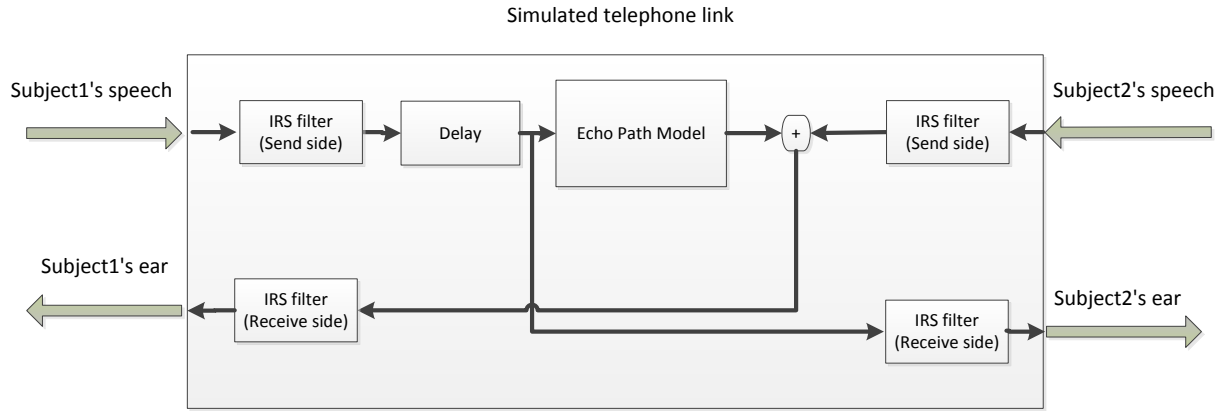 Simulated telephone link
Subject1's speech
Subject2's speech
IRS filter
(Send side)
Delay
Echo Path Model
+
IRS filter
(Send side)
Subject1's ear
IRS filter
(Receive side)
IRS filter
(Receive side)
Subject2's ear